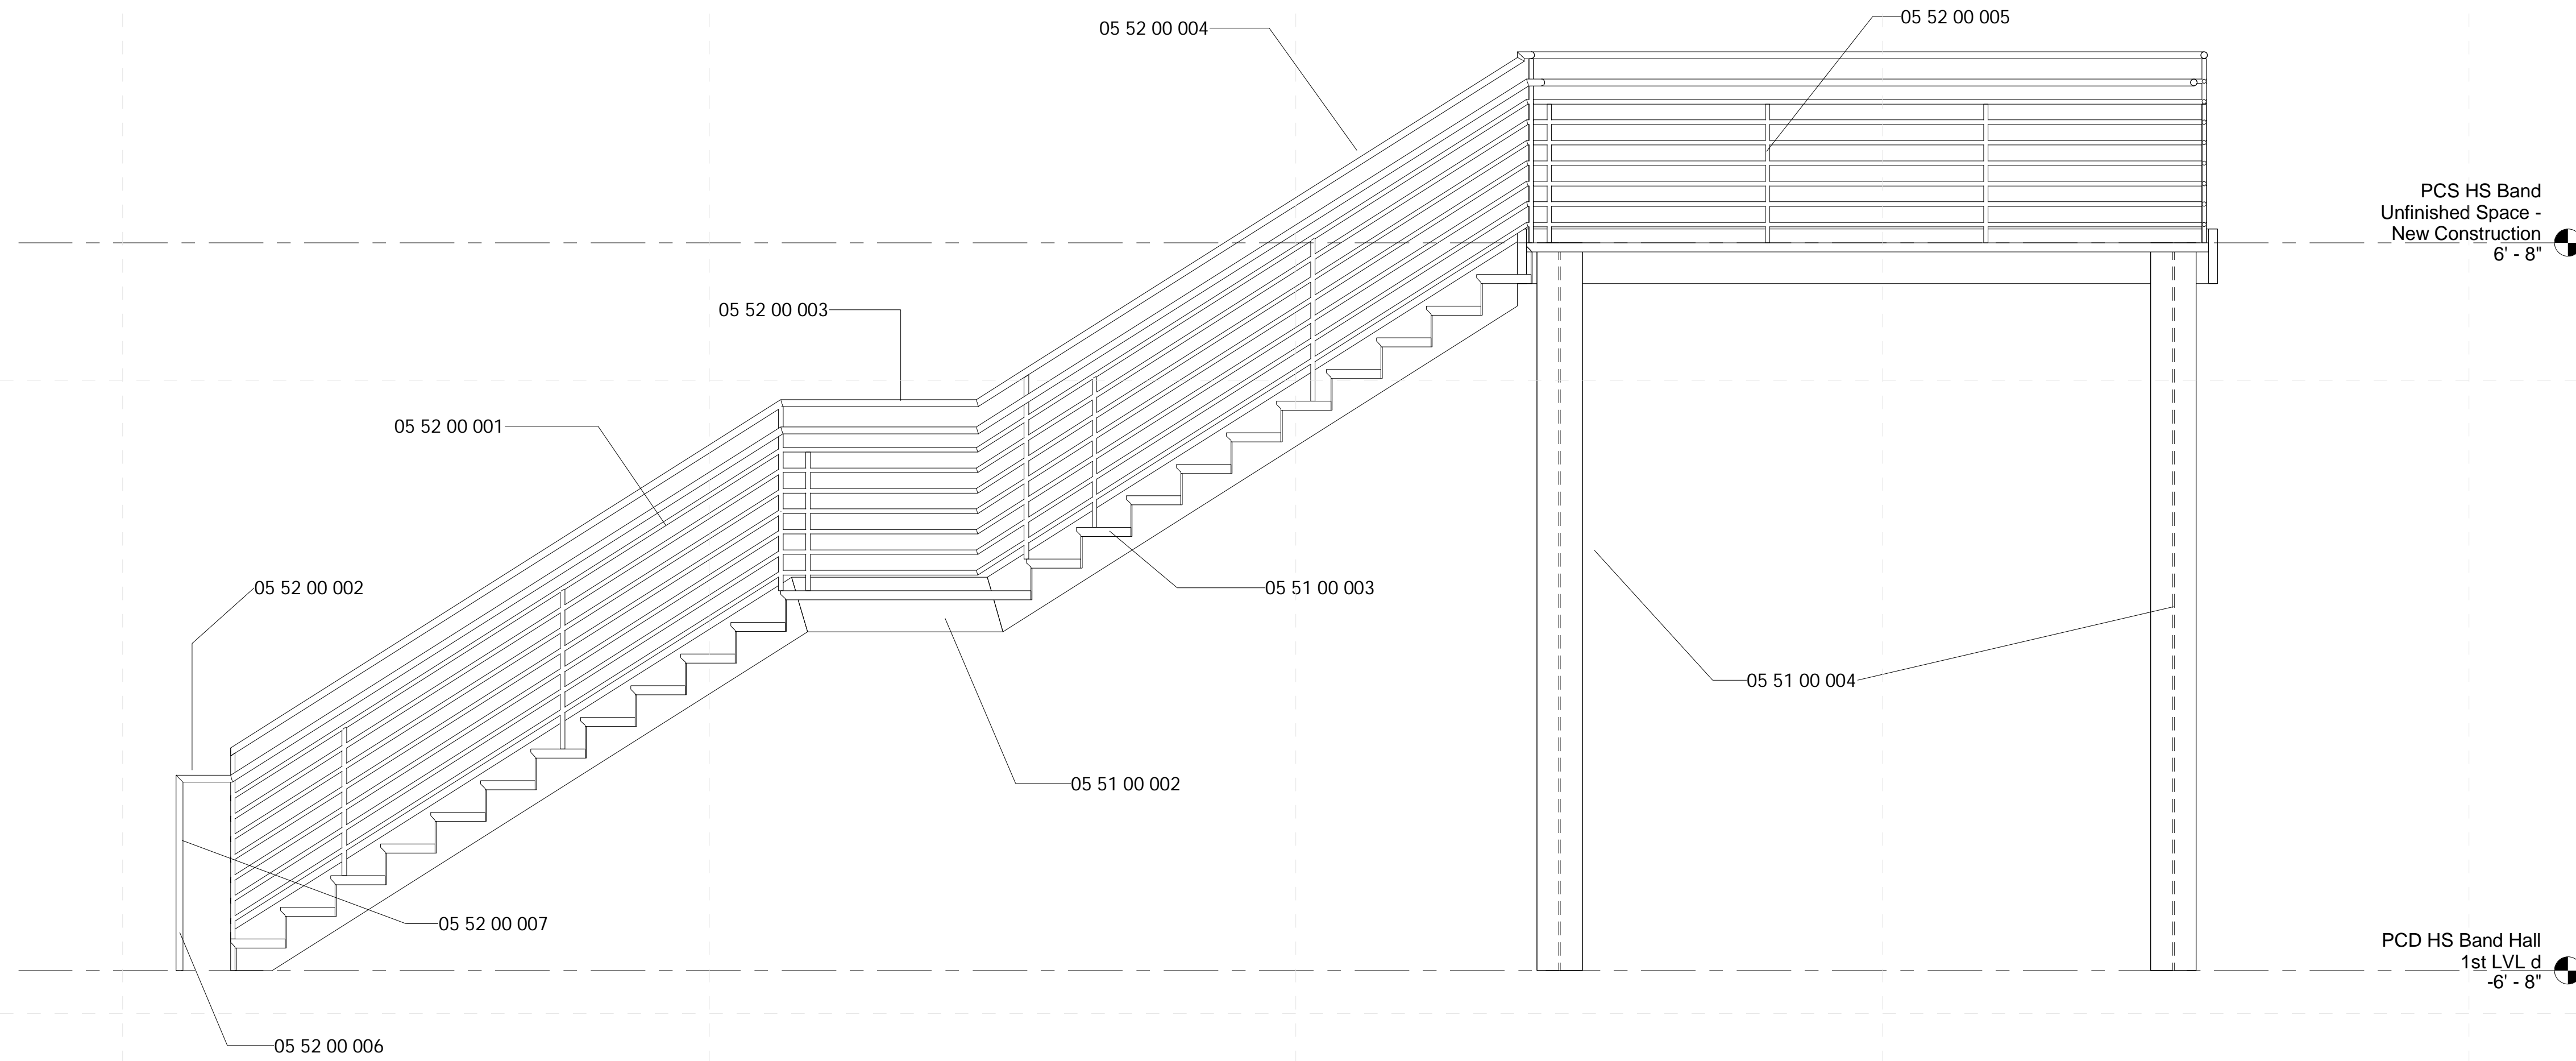 05 52 00 005
05 52 00 004
PCS HS Band
Unfinished Space -
New Construction
6' - 8"
05 52 00 003
05 52 00 001
05 52 00 002
05 51 00 003
05 51 00 004
05 51 00 002
05 52 00 007
PCD HS Band Hall
1st LVL d
-6' - 8"
05 52 00 006